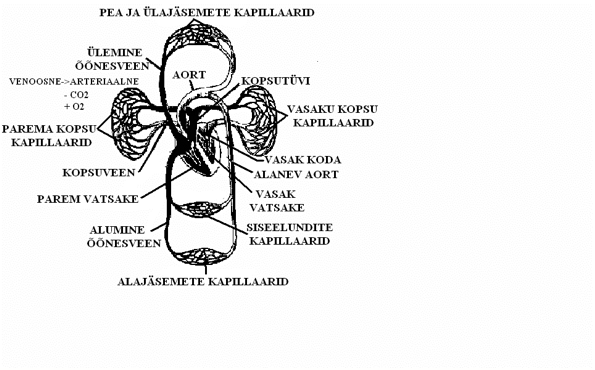 PEA JA ÜLAJÄSEMETE KAPILLAARID
ÜLEMINE
ÕÕNESVEEN
AORT
KOPSUTÜVI
VENOOSNE->ARTERIAALNE
- CO2
+ O2
VASAKU KOPSU
KAPILLAARID
PAREMA KOPSU
KAPILLAARID
VASAK KODA
KOPSUVEEN
ALANEV AORT
PAREM VATSAKE
VASAK
VATSAKE
ALUMINE
ÕÕNESVEEN
SISEELUNDITE
KAPILLAARID
ALAJÄSEMETE KAPILLAARID